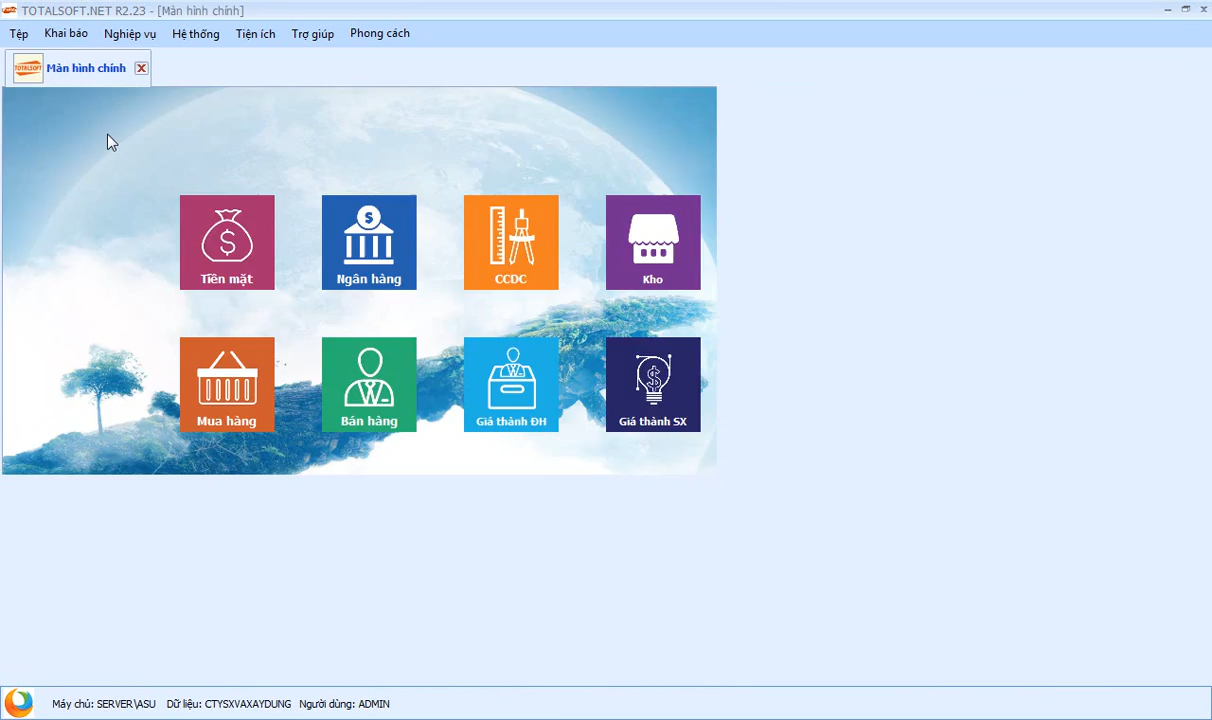 TOTALSOFT.NET R2.23 - [Màn hình chính]
Tệp Khai báo Nghiệp vụ Hệ thống Tiện ích Trợ giúp Phong cách
TOTALSOFT Màn hình chính
Tiền mặt Ngân hàng CCDC Kho
Mua hàng Bán hàng Giá thành ĐH Giá thành SX
Máy chủ: SERVER\ASU Dữ liệu: CTYSXVAXAYDUNG Người dùng: ADMIN